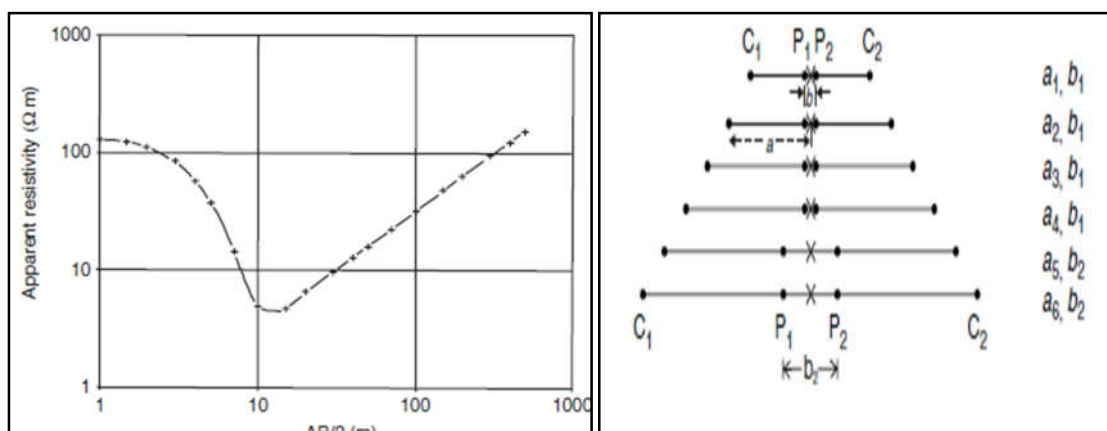 1000
100
10
1
Apparent resistivity (Ω m)
1 10 100 1000
AB/2 (m)
C1 P1 P2 C2
a1, b1
b
a2, b1
a
a3, b1
a4, b1
a5, b2
a6, b2
C1 P1 P2 C2
b2